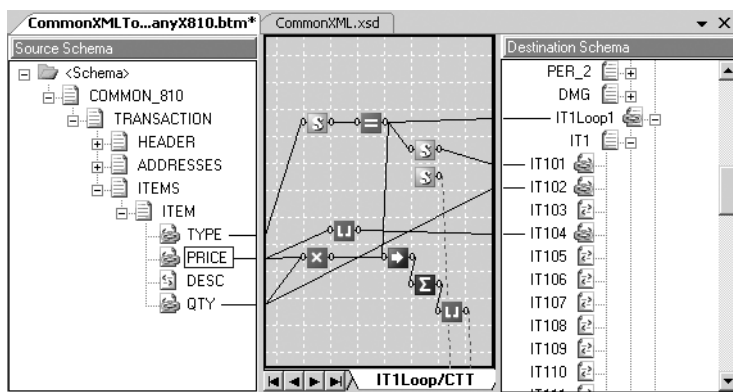 CommonXMLTo...anyX810.btm*
CommonXML.xsd
Source Schema
<Schema>
COMMON_810
TRANSACTION
HEADER
ADDRESSES
ITEMS
ITEM
TYPE
PRICE
DESC
QTY
IT1Loop/CTT
Destination Schema
PER_2
DMG
IT1Loop1
IT1
IT101
IT102
IT103
IT104
IT105
IT106
IT107
IT108
IT109
IT110